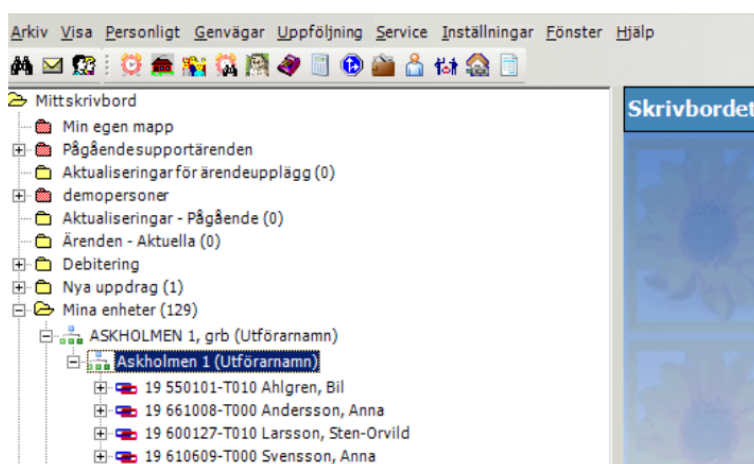 Arkiv Visa Personligt Genvägar Uppföljning Service Inställningar Fönster Hjälp
Mittskrivbord
Skrivbordet
Min egen mapp
Pågåendesupportärenden
Aktualiseringar för ärendeupplägg (0)
demopersoner
Aktualiseringar - Pågående (0)
Ärenden - Aktuella (0)
Debitering
Nya uppdrag (1)
Mina enheter (129)
ASKHOLMEN 1, grb (Utförarnamn)
Askholmen 1 (Utförarnamn)
19 550101-T010 Ahlgren, Bil
19 661008-T000 Andersson, Anna
19 600127-T010 Larsson, Sten-Orvild
19 610609-T000 Svensson, Anna